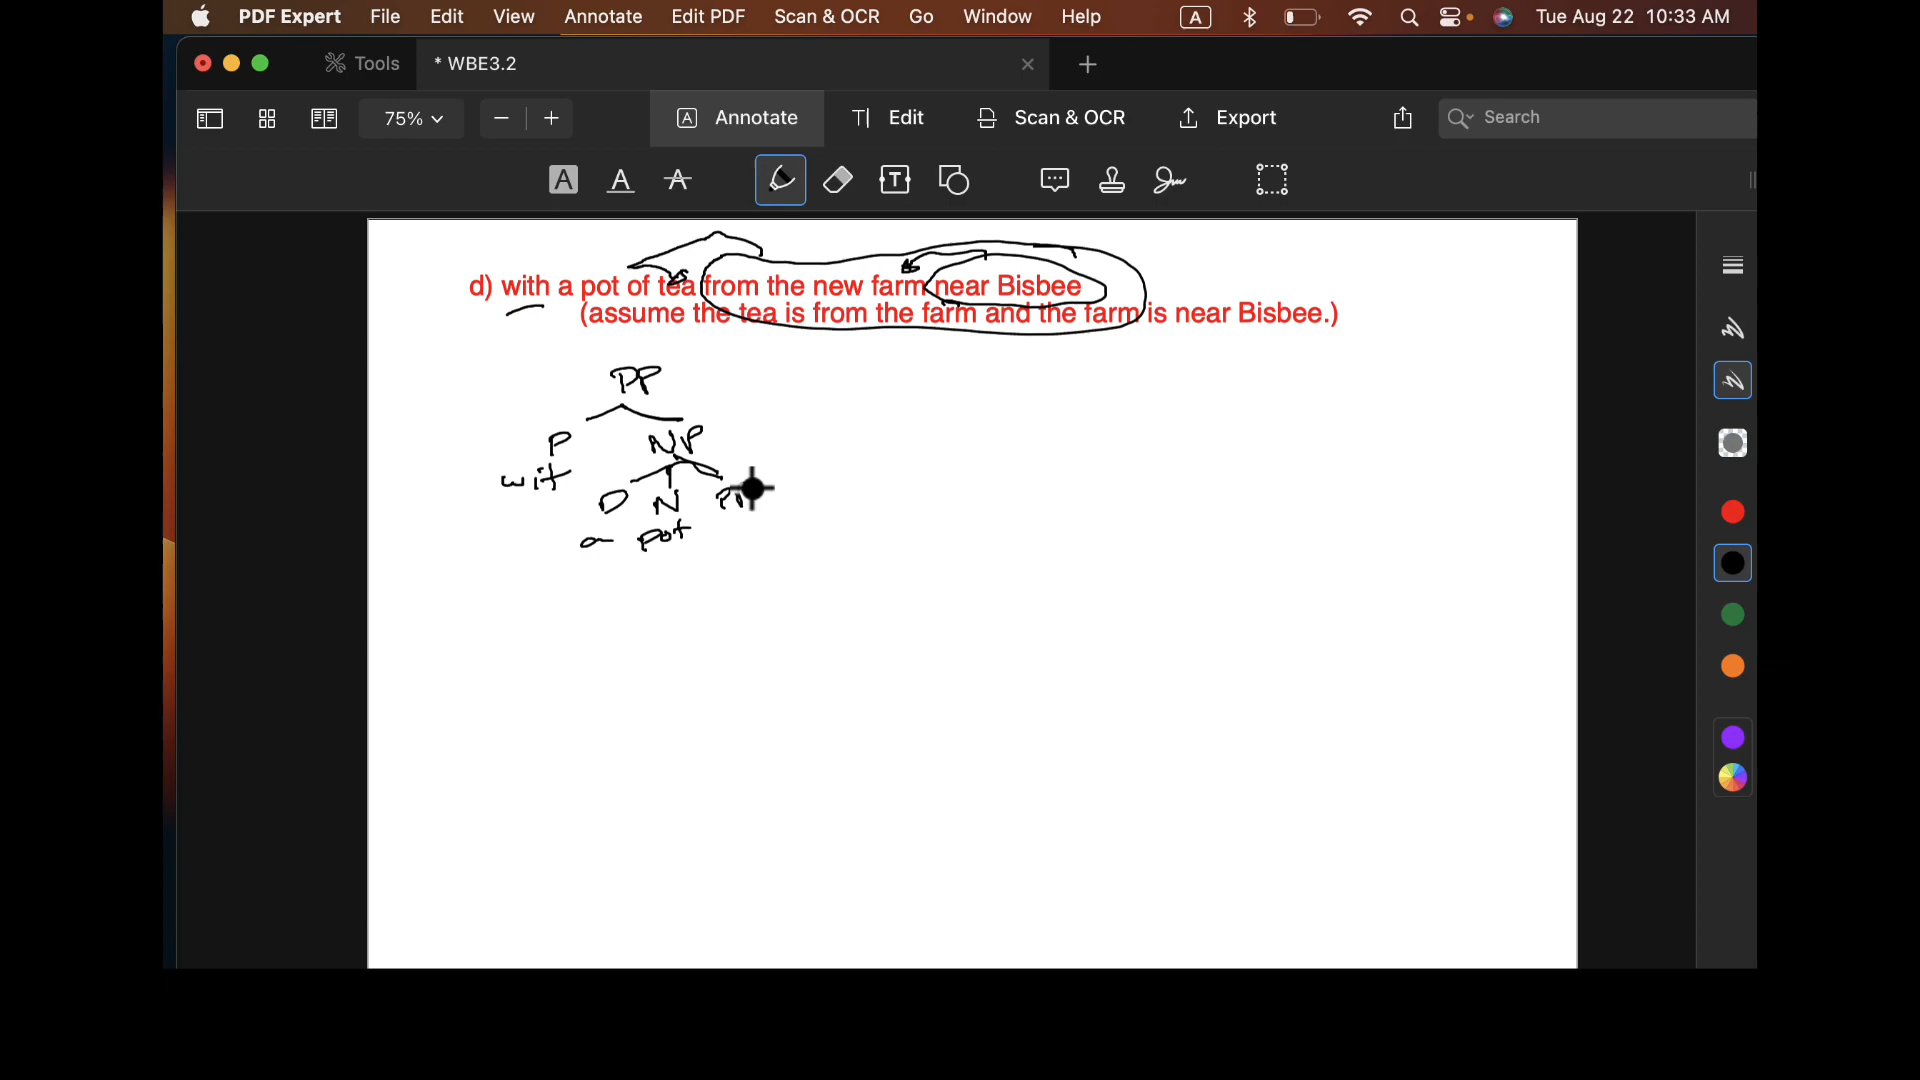 PDF Expert File Edit View Annotate Edit PDF Scan & OCR Go Window Help A Tue Aug 22 10:33 AM
Tools * WBE3.2
75% Annotate Edit Scan & OCR Export Search
d) with a pot of tea from the new farm near Bisbee
(assume the tea is from the farm and the farm is near Bisbee.)
PP
P NP
wit
D N
a pot